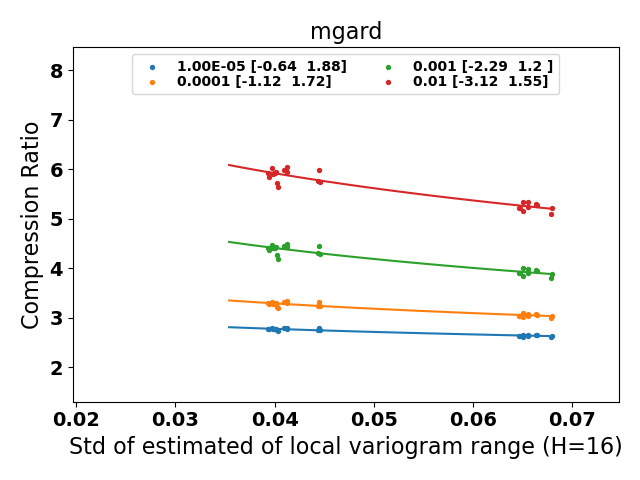 mgard
1.00E-05 [-0.64  1.88]
0.0001 [-1.12  1.72]
0.001 [-2.29  1.2 ]
0.01 [-3.12  1.55]
Compression Ratio
8
7
6
5
4
3
2
0.02 0.03 0.04 0.05 0.06 0.07
Std of estimated of local variogram range (H=16)